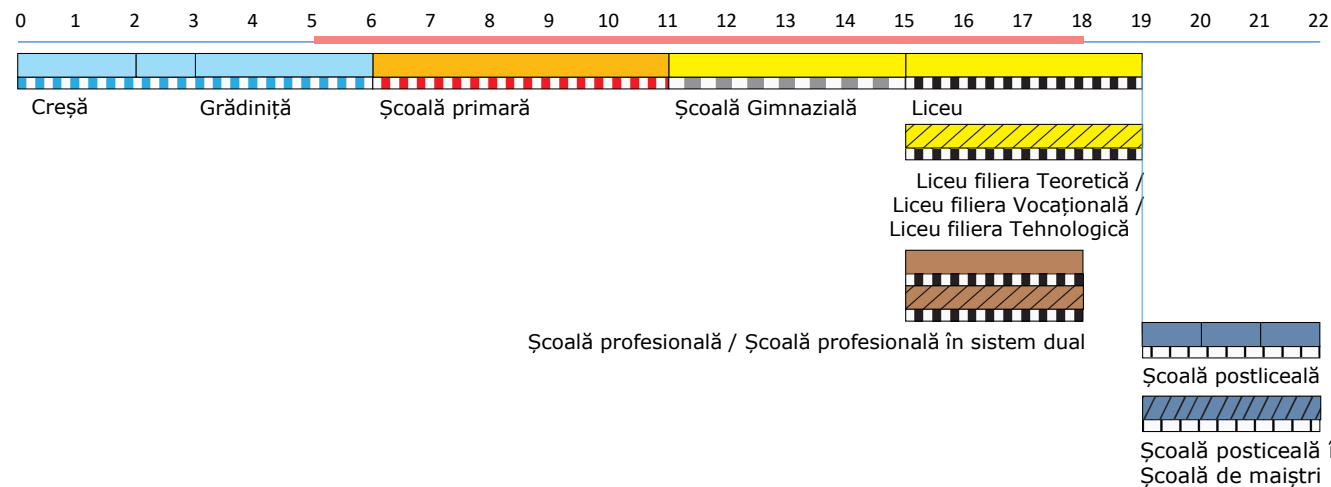 0 1 2 3 4 5 6 7 8 9 10 11 12 13 14 15 16 17 18 19 20 21 22
Creșă Grădiniță Școală primară Școală Gimnazială Liceu
Liceu filiera Teoretică /
Liceu filiera Vocațională /
Liceu filiera Tehnologică
Școală profesională / Școală profesională în sistem dual
Școală postliceală
Școală posticeală
Școală de maiștri